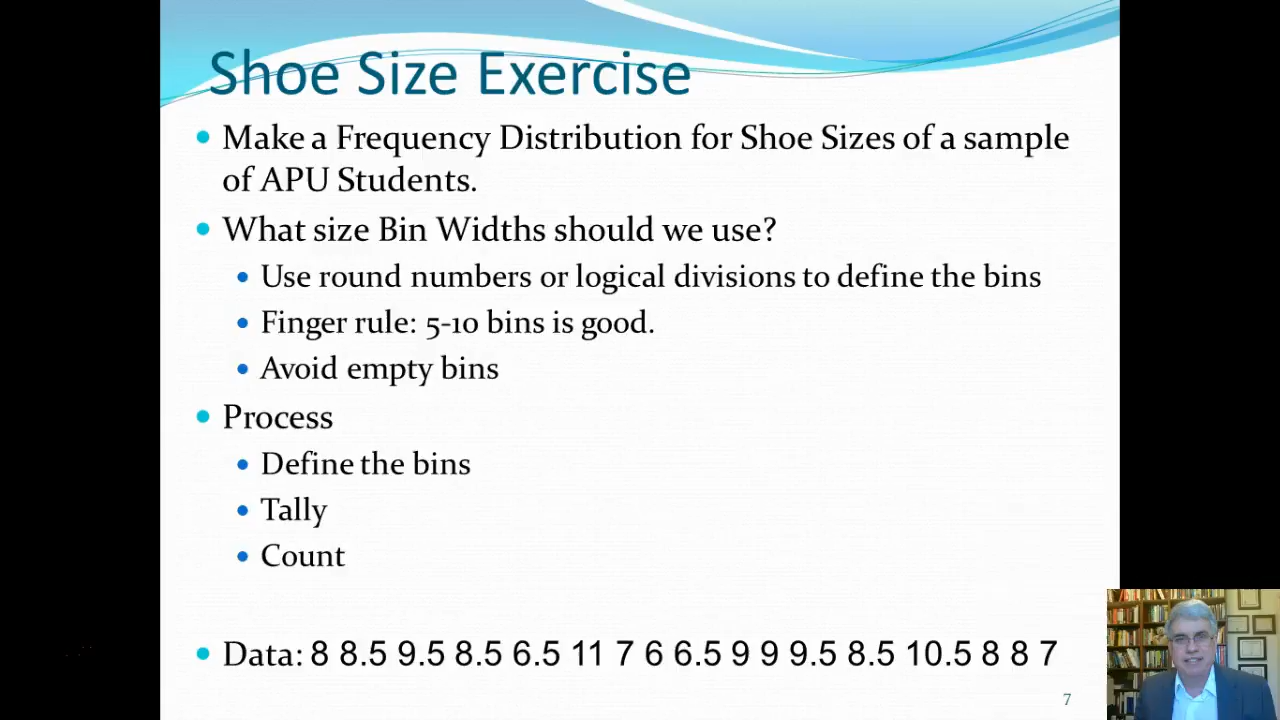 Shoe Size Exercise
Make a Frequency Distribution for Shoe Sizes of a sample
of APU Students.
What size Bin Widths should we use?
Use round numbers or logical divisions to define the bins
Finger rule: 5-10 bins is good.
Avoid empty bins
Process
Define the bins
Tally
Count
Data: 8 8.5 9.5 8.5 6.5 11 7 6 6.5 9 9 9.5 8.5 10.5 8 8 7
7